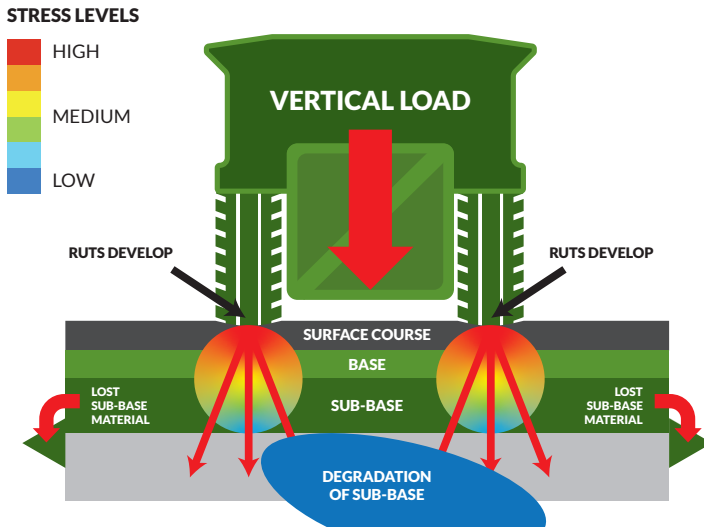 STRESS LEVELS
HIGH
MEDIUM
LOW
VERTICAL LOAD
RUTS DEVELOP
RUTS DEVELOP
SURFACE COURSE
BASE
SUB-BASE
LOST
SUB-BASE
MATERIAL
LOST
SUB-BASE
MATERIAL
DEGRADATION
OF SUB-BASE